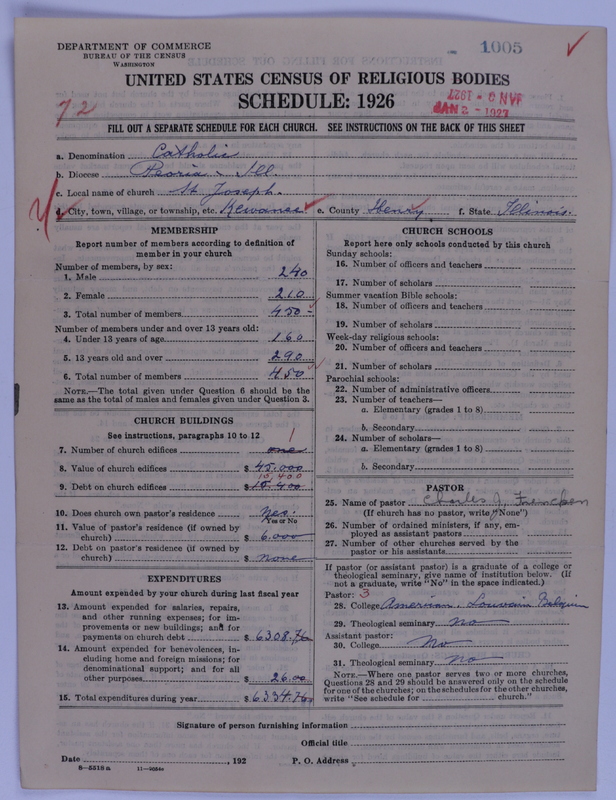 DEPARTMENT OF COMMERCE
BUREAU OF THE CENSUS
WASHINGTON
1005
UNITED STATES CENSUS OF RELIGIOUS BODIES
SCHEDULE: 1926
72
JAN 2 - 1927
FILL OUT A SEPARATE SCHEDULE FOR EACH CHURCH. SEE INSTRUCTIONS ON THE BACK OF THIS SHEET
a. Denomination Catholic
b. Diocese Peoria - Ill.
c. Local name of church St. Joseph.
d. City, town, village, or township, etc. Kewanee e. County Henry f. State Illinois.
MEMBERSHIP
Report number of members according to definition of member in your church
Number of members, by sex:
1. Male 240
2. Female 210
3. Total number of members 450
Number of members under and over 13 years old:
4. Under 13 years of age 160
5. 13 years old and over 290
6. Total number of members 450
NOTE.—The total given under Question 6 should be the same as the total of males and females given under Question 3.
CHURCH BUILDINGS
See instructions, paragraphs 10 to 12
7. Number of church edifices one 1
8. Value of church edifices $ 45.000
10,400
9. Debt on church edifices $ 10.400
10. Does church own pastor's residence Yes.
Yes or No
11. Value of pastor's residence (if owned by church) $ 6.000
12. Debt on pastor's residence (if owned by church) $ none
EXPENDITURES
Amount expended by your church during last fiscal year
13. Amount expended for salaries, repairs, and other running expenses; for improvements or new buildings; and for payments on church debt $ 6308.76
14. Amount expended for benevolences, including home and foreign missions; for denominational support; and for all other purposes $ 26.00
15. Total expenditures during year $ 6334.76
CHURCH SCHOOLS
Report here only schools conducted by this church
Sunday schools:
16. Number of officers and teachers
17. Number of scholars
Summer vacation Bible schools:
18. Number of officers and teachers
19. Number of scholars
Week-day religious schools:
20. Number of officers and teachers
21. Number of scholars
Parochial schools:
22. Number of administrative officers
23. Number of teachers—
a. Elementary (grades 1 to 8)
b. Secondary
24. Number of scholars—
a. Elementary (grades 1 to 8)
b. Secondary
PASTOR
25. Name of pastor Charles J.
(If church has no pastor, write "None")
26. Number of ordained ministers, if any, employed as assistant pastors
27. Number of other churches served by the pastor or his assistants
If pastor (or assistant pastor) is a graduate of a college or theological seminary, give name of institution below. (If not a graduate, write "No" in the space indicated.)
Pastor: 3
28. College American. Louvain Belgium
29. Theological seminary No
Assistant pastor:
30. College No
31. Theological seminary No
NOTE.—Where one pastor serves two or more churches, Questions 28 and 29 should be answered only on the schedule for one of the churches; on the schedules for the other churches, write "See schedule for church."
Signature of person furnishing information
Official title
Date , 192 P. O. Address
8—5518a